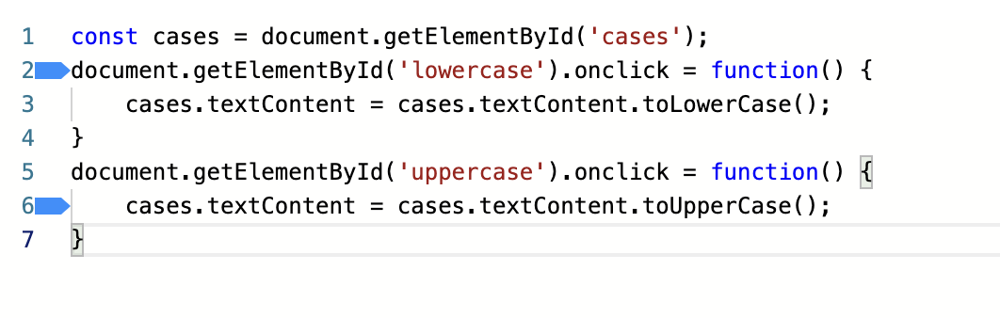 1 const cases = document.getElementById('cases');
2 document.getElementById('lowercase').onclick = function() {
3     cases.textContent = cases.textContent.toLowerCase();
4 }
5 document.getElementById('uppercase').onclick = function() {
6     cases.textContent = cases.textContent.toUpperCase();
7 }